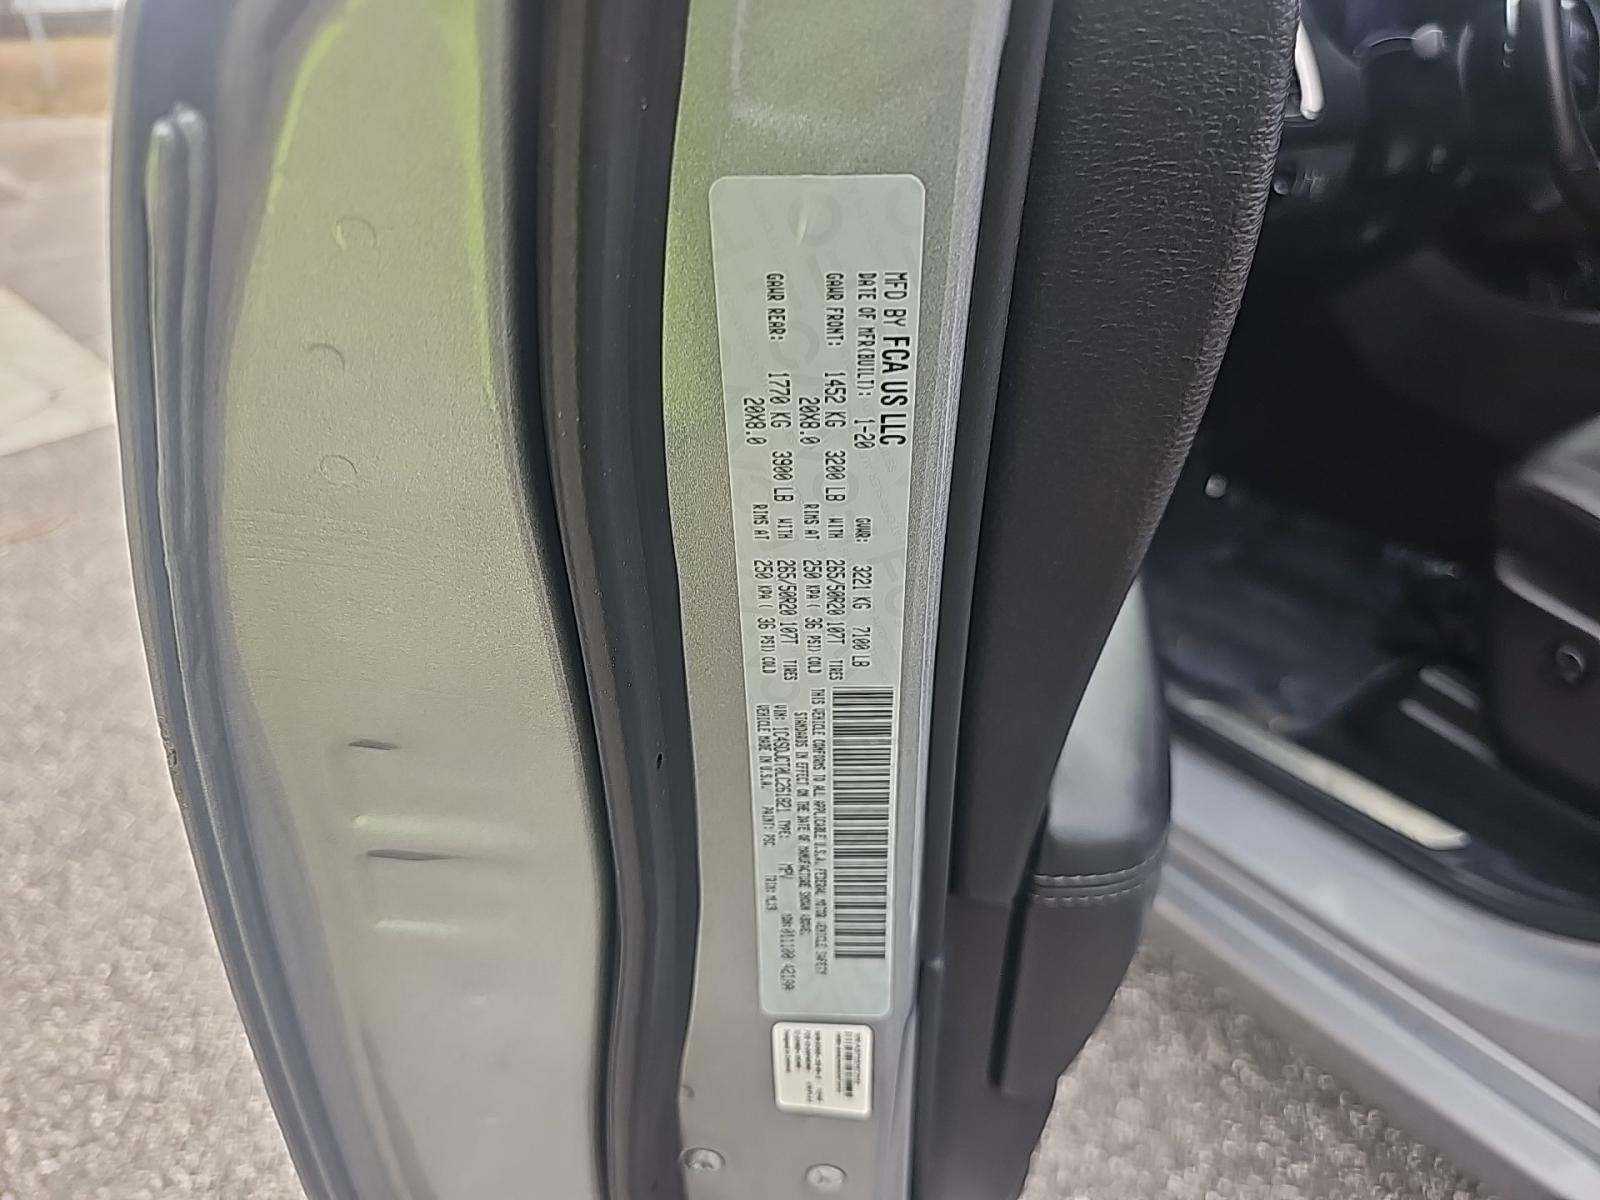 MFD BY FCA US LLC
DATE OF MFR(BUILT): 1-20 GVWR: 3221 KG 7100 LB
GAWR FRONT: 1452 KG 3200 LB WITH 265/50R20 107T TIRES
20X8.0 RIMS AT 250 KPA ( 36 PSI) COLD
GAWR REAR: 1770 KG 3900 LB WITH 265/50R20 107T TIRES
20X8.0 RIMS AT 250 KPA ( 36 PSI) COLD
THIS VEHICLE CONFORMS TO ALL APPLICABLE U.S.A. FEDERAL MOTOR VEHICLE SAFETY
STANDARDS IN EFFECT ON THE DATE OF MANUFACTURE SHOWN ABOVE.
VIN: 1C4SDJCT0LC261821 TYPE: MPV
VEHICLE MADE IN U.S.A. PAINT: PSC